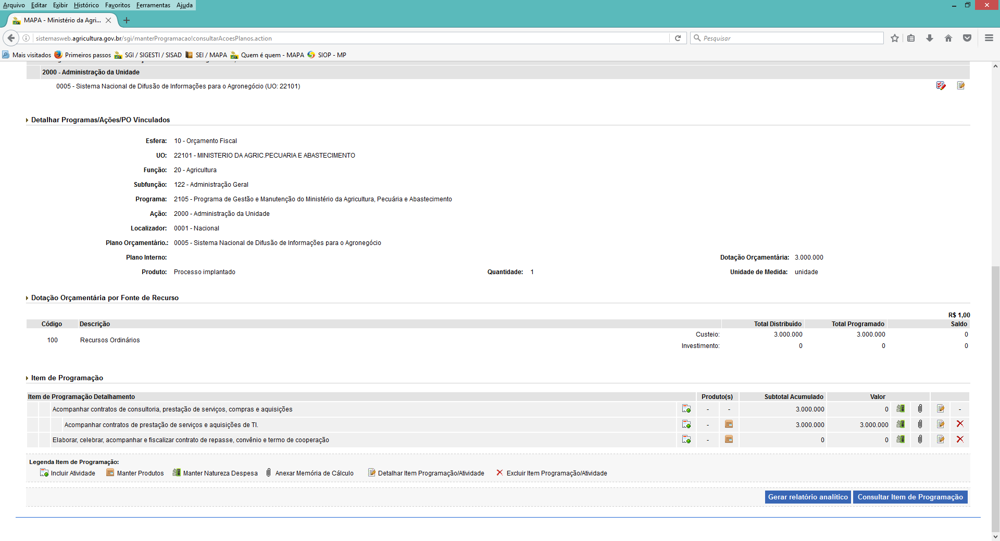 Arquivo Editar Exibir Histórico Favoritos Ferramentas Ajuda
MAPA - Ministério da Agri...
sistemasweb.agricultura.gov.br/sgi/manterProgramacao!consultarAcoesPlanos.action
Pesquisar
Mais visitados Primeiros passos SGI / SIGESTI / SISAD SEI / MAPA Quem é quem - MAPA SIOP - MP
2000 - Administração da Unidade
0005 - Sistema Nacional de Difusão de Informações para o Agronegócio (UO: 22101)
Detalhar Programas/Ações/PO Vinculados
Esfera: 10 - Orçamento Fiscal
UO: 22101 - MINISTERIO DA AGRIC.PECUARIA E ABASTECIMENTO
Função: 20 - Agricultura
Subfunção: 122 - Administração Geral
Programa: 2105 - Programa de Gestão e Manutenção do Ministério da Agricultura, Pecuária e Abastecimento
Ação: 2000 - Administração da Unidade
Localizador: 0001 - Nacional
Plano Orçamentário.: 0005 - Sistema Nacional de Difusão de Informações para o Agronegócio
Plano Interno: Dotação Orçamentária: 3.000.000
Produto: Processo implantado Quantidade: 1 Unidade de Medida: unidade
Dotação Orçamentária por Fonte de Recurso
R$ 1,00
Código Descrição Total Distribuído Total Programado Saldo
Custeio: 3.000.000 3.000.000 0
100 Recursos Ordinários
Investimento: 0 0 0
Item de Programação
Item de Programação Detalhamento Produto(s) Subtotal Acumulado Valor
Acompanhar contratos de consultoria, prestação de serviços, compras e aquisições - - 3.000.000 0 -
Acompanhar contratos de prestação de serviços e aquisições de TI. - 3.000.000 3.000.000
Elaborar, celebrar, acompanhar e fiscalizar contrato de repasse, convênio e termo de cooperação - 0 0
Legenda Item de Programação:
Incluir Atividade Manter Produtos Manter Natureza Despesa Anexar Memória de Cálculo Detalhar Item Programação/Atividade Excluir Item Programação/Atividade
Gerar relatório analítico Consultar Item de Programação